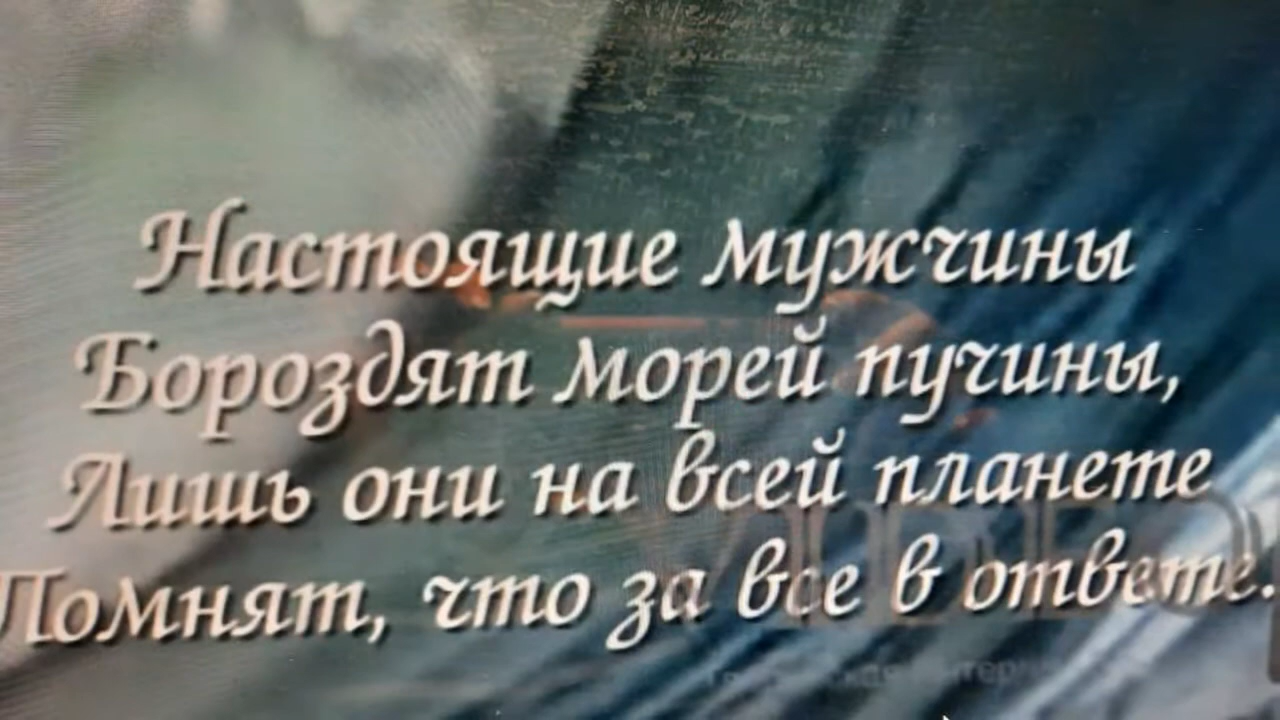 Настоящие мужчины
Бороздят морей пучины,
Лишь они на всей планете
Помнят, что за все в ответе.